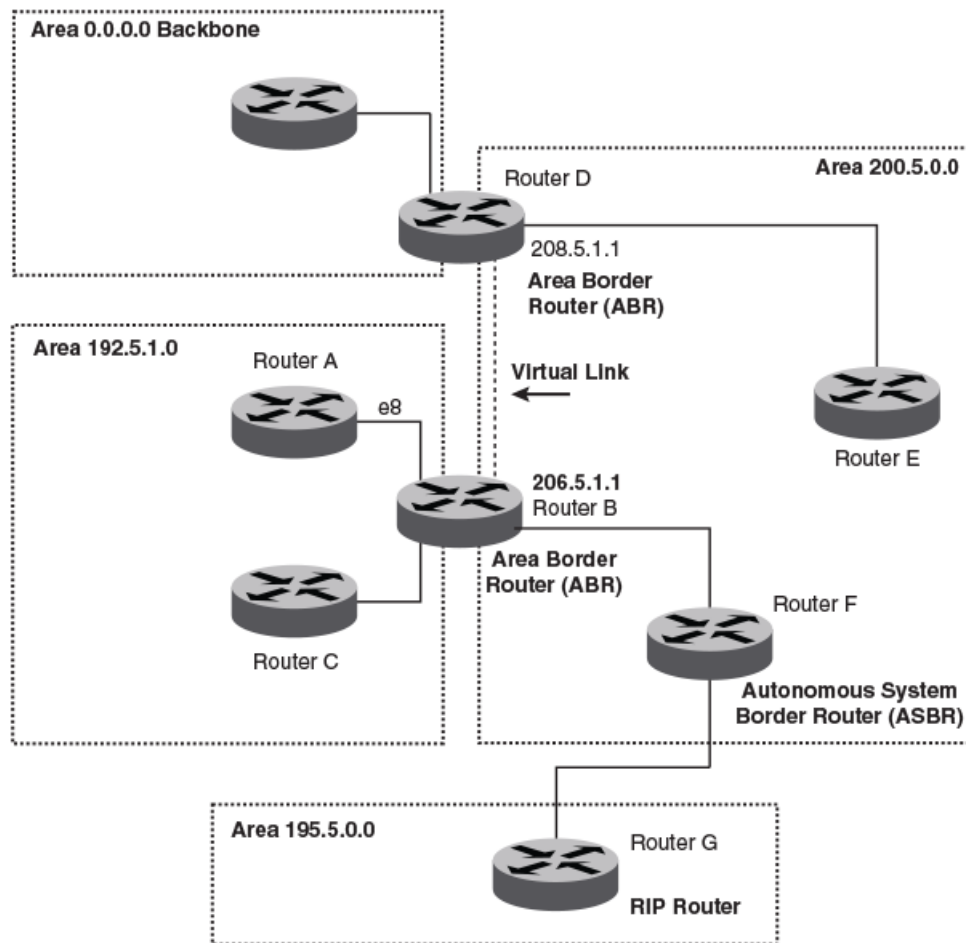 Area 0.0.0.0 Backbone
Router D
Area 200.5.0.0
208.5.1.1
Area Border
Router (ABR)
Area 192.5.1.0
Router A
e8
Virtual Link
Router E
206.5.1.1
Router B
Area Border
Router (ABR)
Router C
Router F
Autonomous System
Border Router (ASBR)
Area 195.5.0.0
Router G
RIP Router